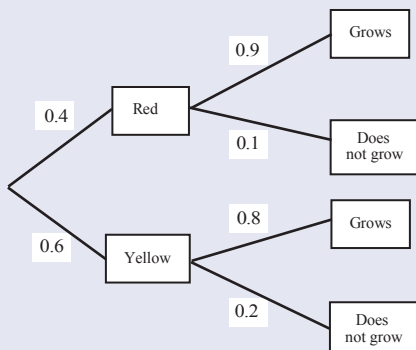 Grows
0.9
0.4
Red
0.1
Does
not grow
0.8
Grows
0.6
Yellow
0.2
Does
not grow